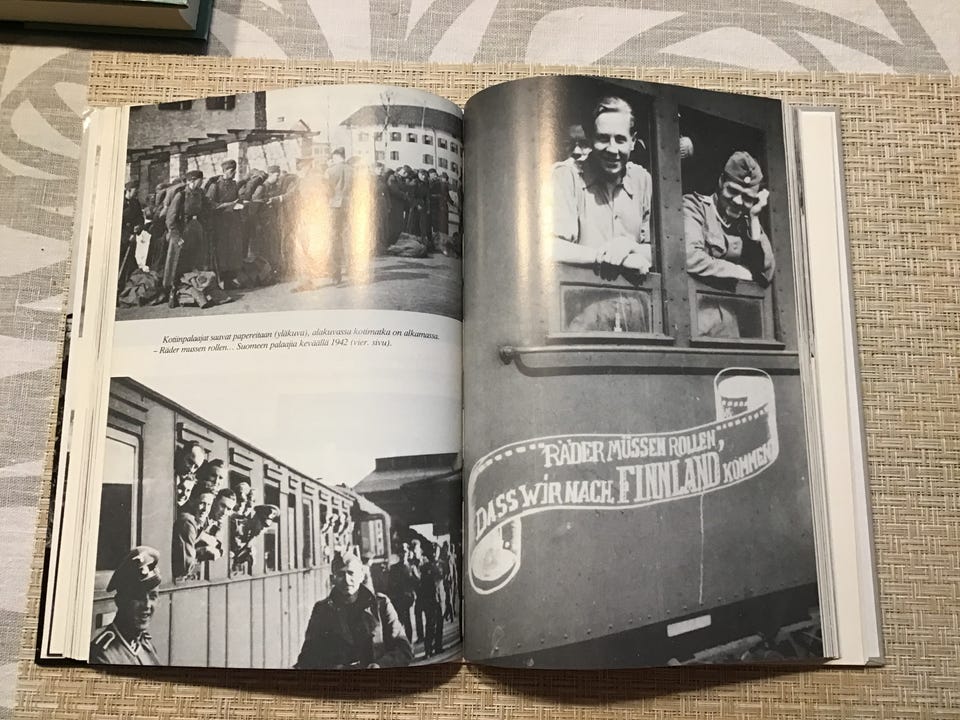 Kotiinpalaajat saavat papereitaan (yläkuva), alakuvassa kotimatka on alkamassa.
– Räder mussen rollen... Suomeen palaajia keväällä 1942 (vier. sivu).
"RÄDER MÜSSEN ROLLEN,
DASS WIR NACH FINNLAND KOMMEN